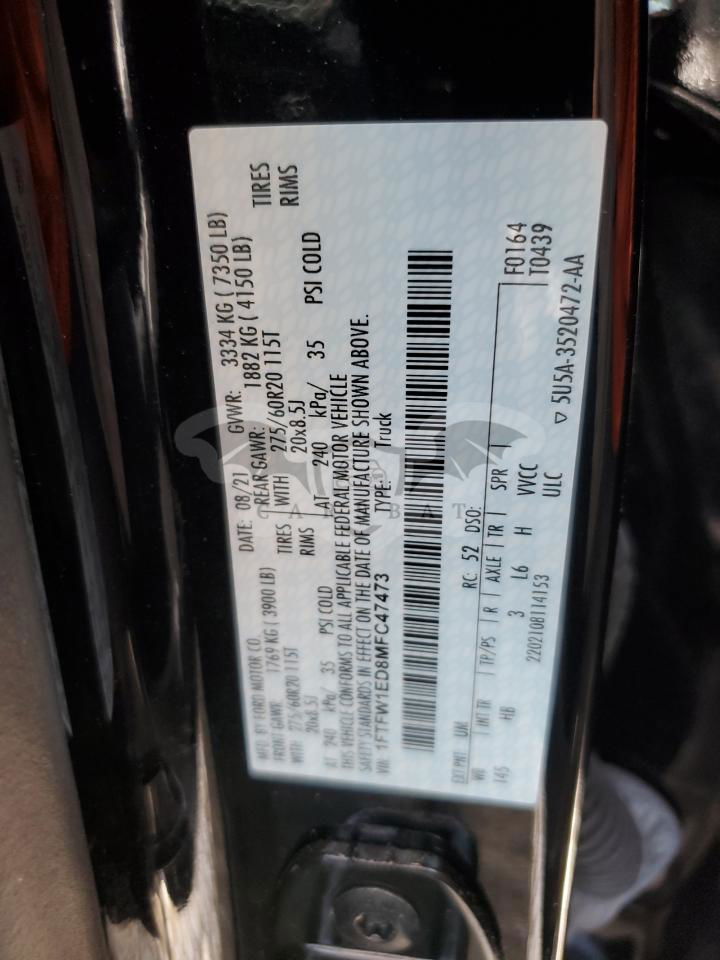 MFD. BY FORD MOTOR CO. DATE: 08/21 GVWR: 3334 KG ( 7350 LB)
FRONT GAWR: 1769 KG ( 3900 LB) REAR GAWR: 1882 KG ( 4150 LB)
WITH 275/60R20 115T TIRES WITH 275/60R20 115T TIRES
20x8.5J RIMS 20x8.5J RIMS
AT 240 kPa/ 35 PSI COLD AT 240 kPa/ 35 PSI COLD
THIS VEHICLE CONFORMS TO ALL APPLICABLE FEDERAL MOTOR VEHICLE
SAFETY STANDARDS IN EFFECT ON THE DATE OF MANUFACTURE SHOWN ABOVE.
VIN: 1FTFW1ED8MFC47473 TYPE: Truck
EXT PNT: UM RC: 52 DSO: F0164
WB INT TR TP/PS R AXLE TR SPR T0439
145 HB 3 L6 H VVCC
2202108114153 ULC ▽ 5U5A-3520472-AA
CAR BAT